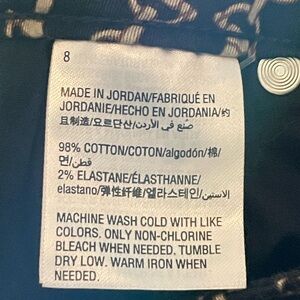 8
MADE IN JORDAN/FABRIQUÉ EN
JORDANIE/HECHO EN JORDANIA/约
旦制造/요르단산/صنع في الأردن
98% COTTON/COTON/algodón/棉/
면/قطن
2% ELASTANE/ÉLASTHANNE/
elastano/弹性纤维/엘라스테인/الاستين
MACHINE WASH COLD WITH LIKE
COLORS. ONLY NON-CHLORINE
BLEACH WHEN NEEDED. TUMBLE
DRY LOW. WARM IRON WHEN
NEEDED.